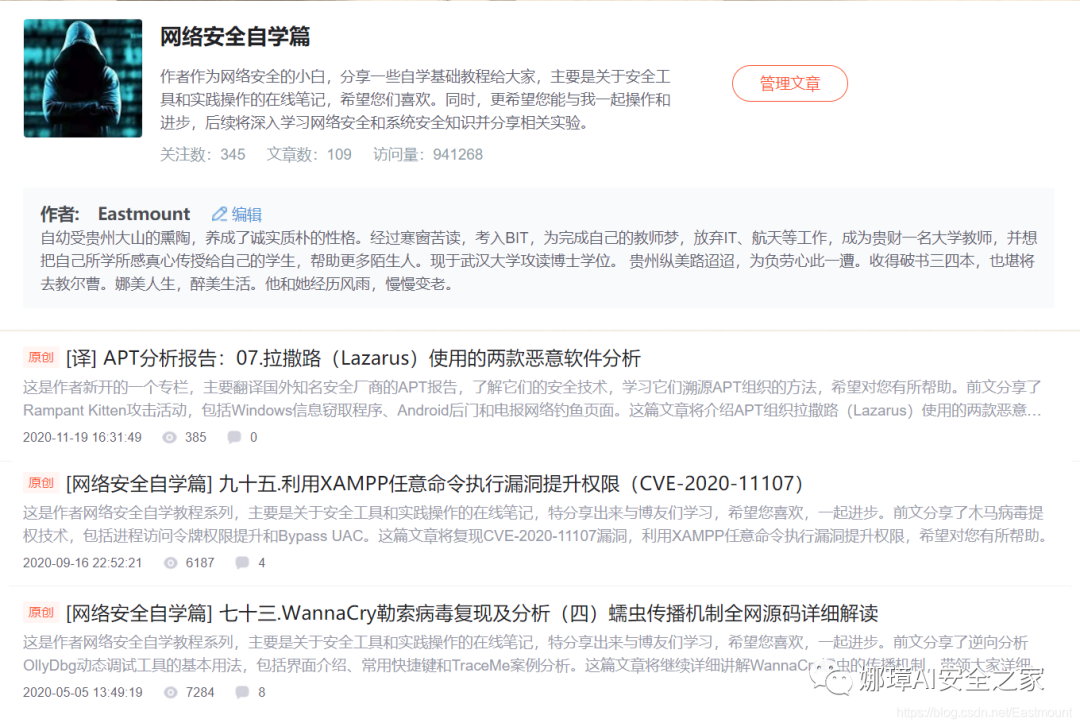 网络安全自学篇
作者作为网络安全的小白，分享一些自学基础教程给大家，主要是关于安全工
具和实践操作的在线笔记，希望您们喜欢。同时，更希望您能与我一起操作和
进步，后续将深入学习网络安全和系统安全知识并分享相关实验。
管理文章
关注数：345 文章数：109 访问量：941268
作者： Eastmount 编辑
自幼受贵州大山的熏陶，养成了诚实质朴的性格。经过寒窗苦读，考入BIT，为完成自己的教师梦，放弃IT、航天等工作，成为贵财一名大学教师，并想
把自己所学所感真心传授给自己的学生，帮助更多陌生人。现于武汉大学攻读博士学位。 贵州纵美路迢迢，为负劳心此一遭。收得破书三四本，也堪将
去教尔曹。娜美人生，醉美生活。他和她经历风雨，慢慢变老。
原创 [译] APT分析报告：07.拉撒路（Lazarus）使用的两款恶意软件分析
这是作者新开的一个专栏，主要翻译国外知名安全厂商的APT报告，了解它们的安全技术，学习它们溯源APT组织的方法，希望对您有所帮助。前文分享了
Rampant Kitten攻击活动，包括Windows信息窃取程序、Android后门和电报网络钓鱼页面。这篇文章将介绍APT组织拉撒路（Lazarus）使用的两款恶意…
2020-11-19 16:31:49 385 0
原创 [网络安全自学篇] 九十五.利用XAMPP任意命令执行漏洞提升权限（CVE-2020-11107）
这是作者网络安全自学教程系列，主要是关于安全工具和实践操作的在线笔记，特分享出来与博友们学习，希望您喜欢，一起进步。前文分享了木马病毒提
权技术，包括进程访问令牌权限提升和Bypass UAC。这篇文章将复现CVE-2020-11107漏洞，利用XAMPP任意命令执行漏洞提升权限，希望对您有所帮助。
2020-09-16 22:52:21 6187 4
原创 [网络安全自学篇] 七十三.WannaCry勒索病毒复现及分析（四）蠕虫传播机制全网源码详细解读
这是作者网络安全自学教程系列，主要是关于安全工具和实践操作的在线笔记，特分享出来与博友们学习，希望您喜欢，一起进步。前文分享了逆向分析
OllyDbg动态调试工具的基本用法，包括界面介绍、常用快捷键和TraceMe案例分析。这篇文章将继续详细讲解WannaCr 虫的传播机制，带领大家详细…
2020-05-05 13:49:19 7284 8
娜璋AI安全之家
https://blog.csdn.net/Eastmount